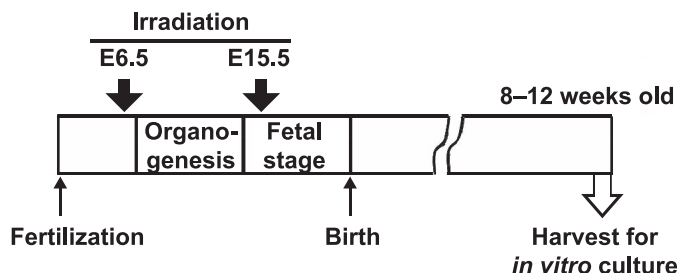 Irradiation
E6.5 E15.5
8–12 weeks old
Organo-
genesis
Fetal
stage
Fertilization
Birth
Harvest for
in vitro culture